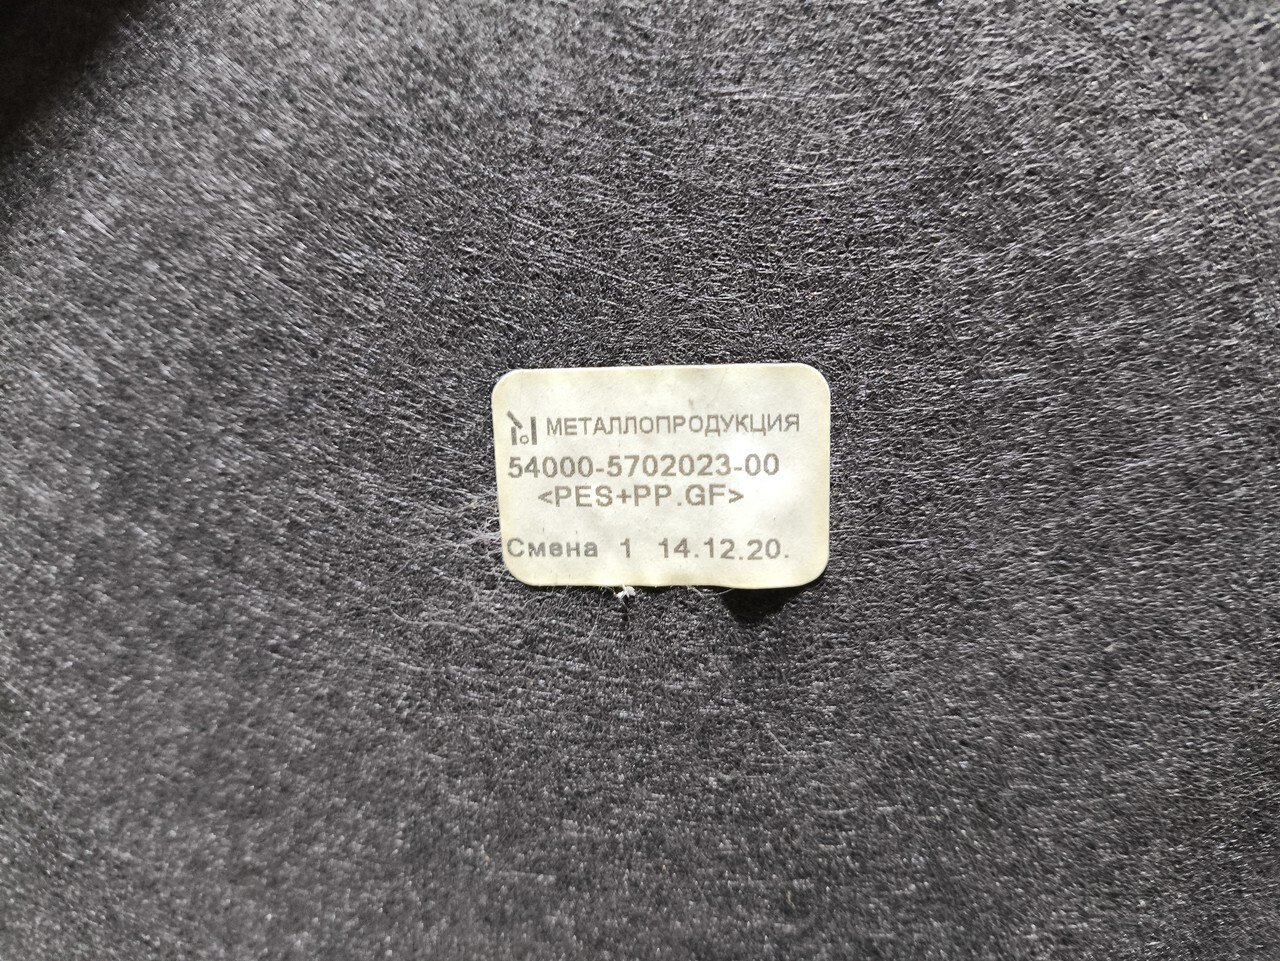 МЕТАЛЛОПРОДУКЦИЯ
54000-5702023-00
<PES+PP.GF>
Смена 1 14.12.20.